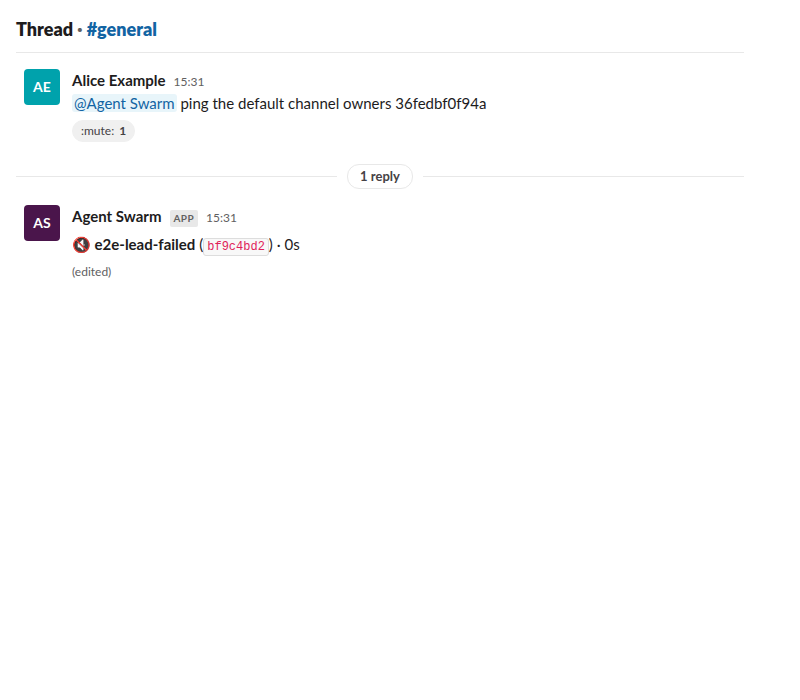 Thread • #general
AE
Alice Example 15:31
@Agent Swarm ping the default channel owners 36fedbf0f94a
:mute: 1
1 reply
AS
Agent Swarm APP 15:31
🔇 e2e-lead-failed (bf9c4bd2) · 0s
(edited)